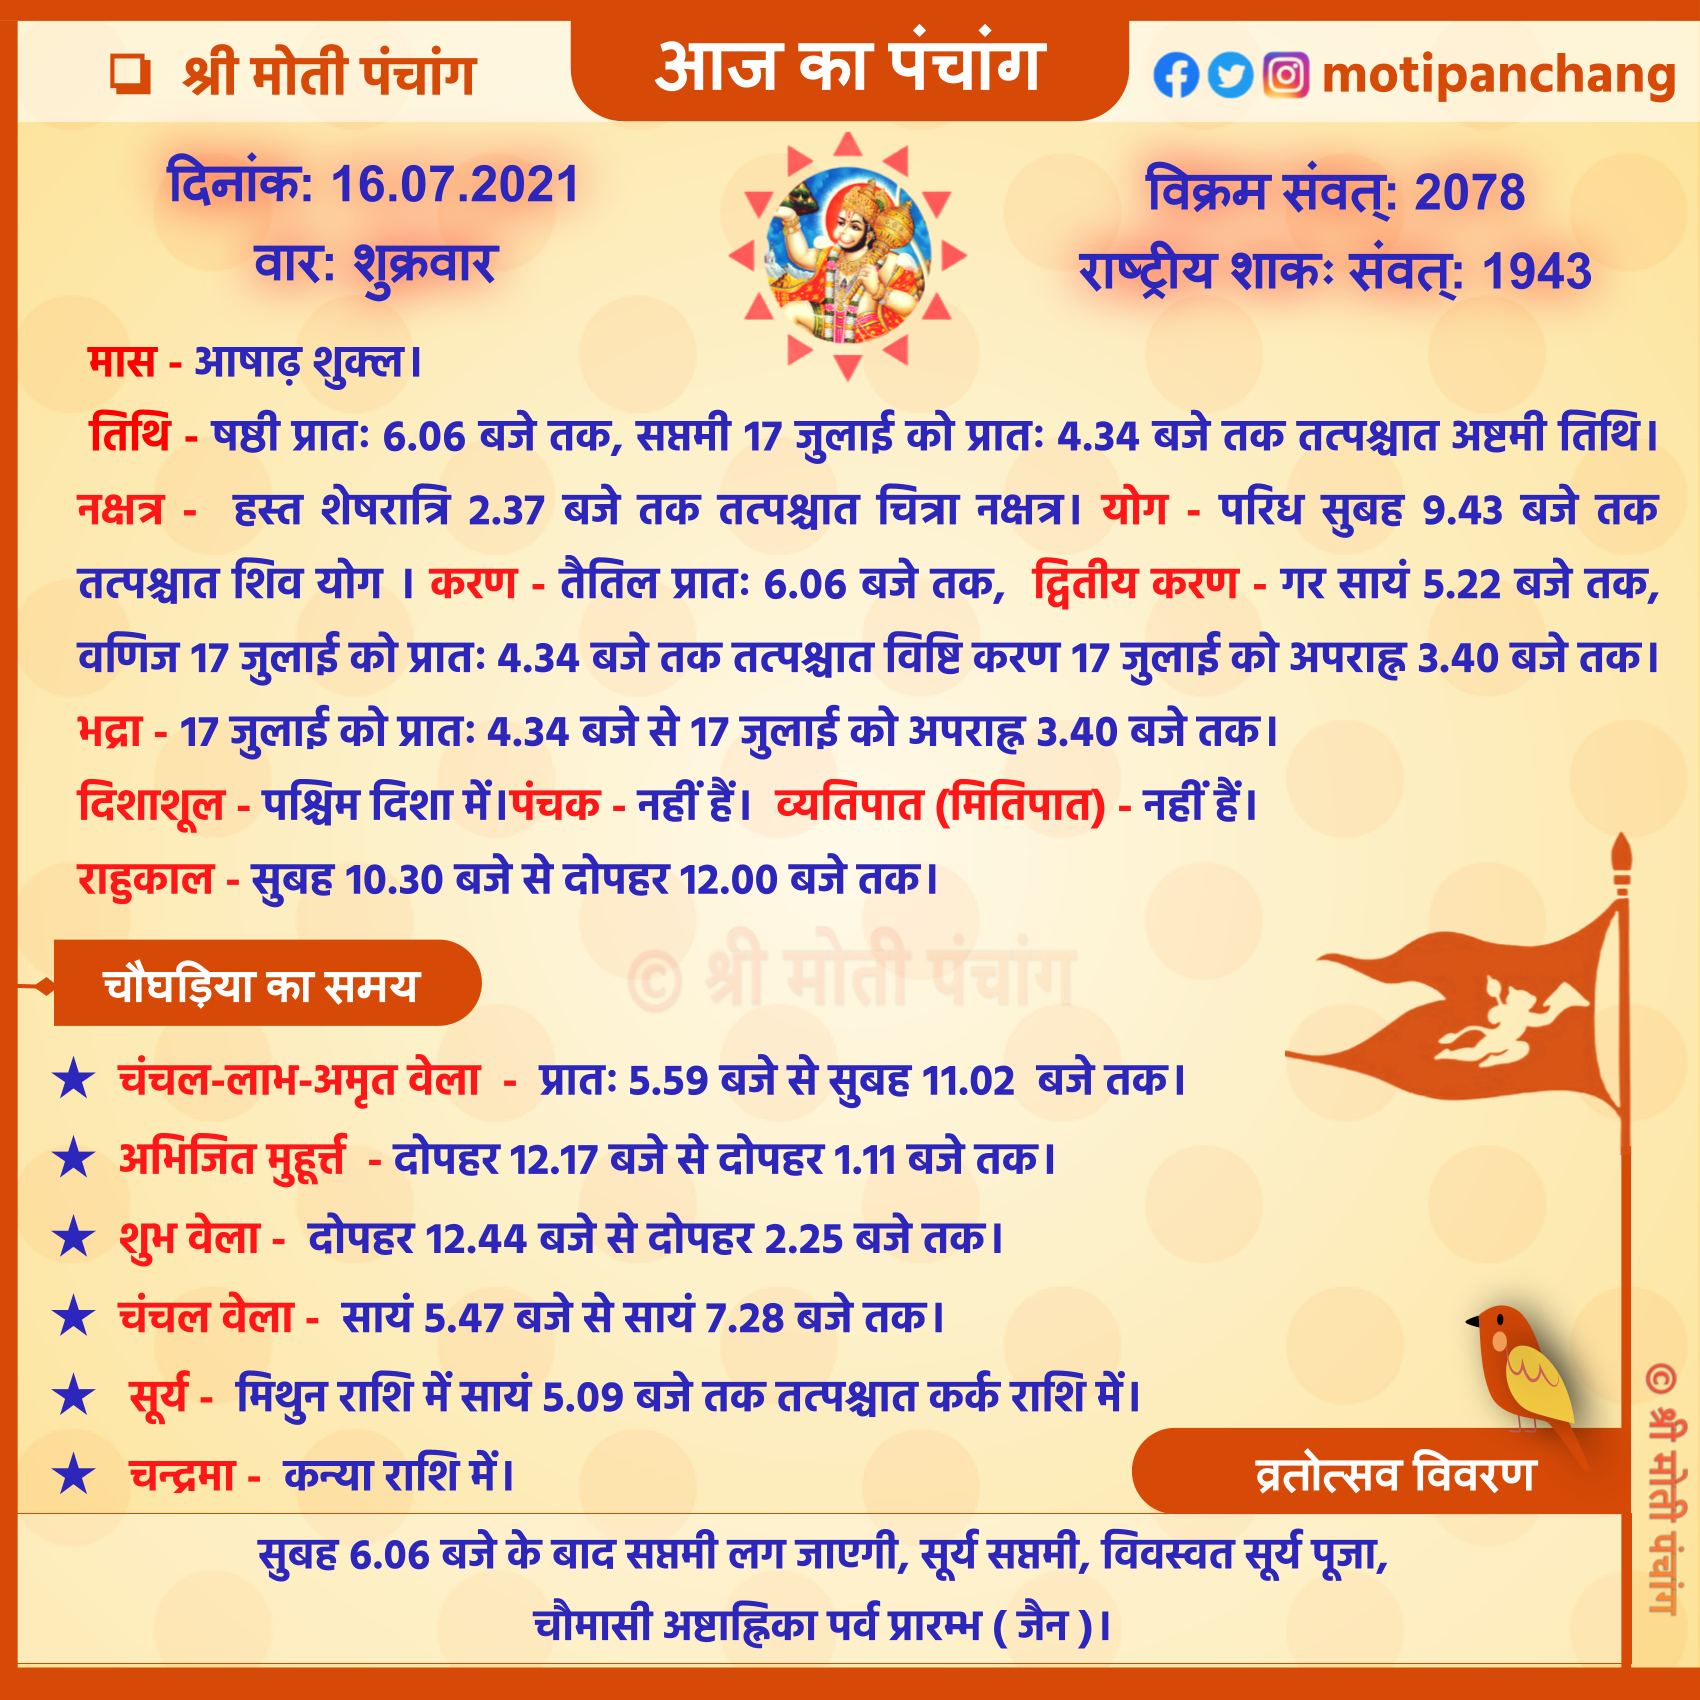 ❏ श्री मोती पंचांग
आज का पंचांग
motipanchang
दिनांक: 16.07.2021
वार: शुक्रवार
विक्रम संवत्: 2078
राष्ट्रीय शाकः संवत्: 1943
मास - आषाढ़ शुक्ल।
तिथि - षष्ठी प्रातः 6.06 बजे तक, सप्तमी 17 जुलाई को प्रातः 4.34 बजे तक तत्पश्चात अष्टमी तिथि।
नक्षत्र - हस्त शेषरात्रि 2.37 बजे तक तत्पश्चात चित्रा नक्षत्र। योग - परिध सुबह 9.43 बजे तक
तत्पश्चात शिव योग । करण - तैतिल प्रातः 6.06 बजे तक, द्वितीय करण - गर सायं 5.22 बजे तक,
वणिज 17 जुलाई को प्रातः 4.34 बजे तक तत्पश्चात विष्टि करण 17 जुलाई को अपराह्न 3.40 बजे तक।
भद्रा - 17 जुलाई को प्रातः 4.34 बजे से 17 जुलाई को अपराह्न 3.40 बजे तक।
दिशाशूल - पश्चिम दिशा में।पंचक - नहीं हैं। व्यतिपात (मितिपात) - नहीं हैं।
राहुकाल - सुबह 10.30 बजे से दोपहर 12.00 बजे तक।
© श्री मोती पंचांग
चौघड़िया का समय
★ चंचल-लाभ-अमृत वेला - प्रातः 5.59 बजे से सुबह 11.02 बजे तक।
★ अभिजित मुहूर्त्त - दोपहर 12.17 बजे से दोपहर 1.11 बजे तक।
★ शुभ वेला - दोपहर 12.44 बजे से दोपहर 2.25 बजे तक।
★ चंचल वेला - सायं 5.47 बजे से सायं 7.28 बजे तक।
★ सूर्य - मिथुन राशि में सायं 5.09 बजे तक तत्पश्चात कर्क राशि में।
★ चन्द्रमा - कन्या राशि में।
व्रतोत्सव विवरण
सुबह 6.06 बजे के बाद सप्तमी लग जाएगी, सूर्य सप्तमी, विवस्वत सूर्य पूजा,
चौमासी अष्टाह्निका पर्व प्रारम्भ ( जैन )।
© श्री मोती पंचांग